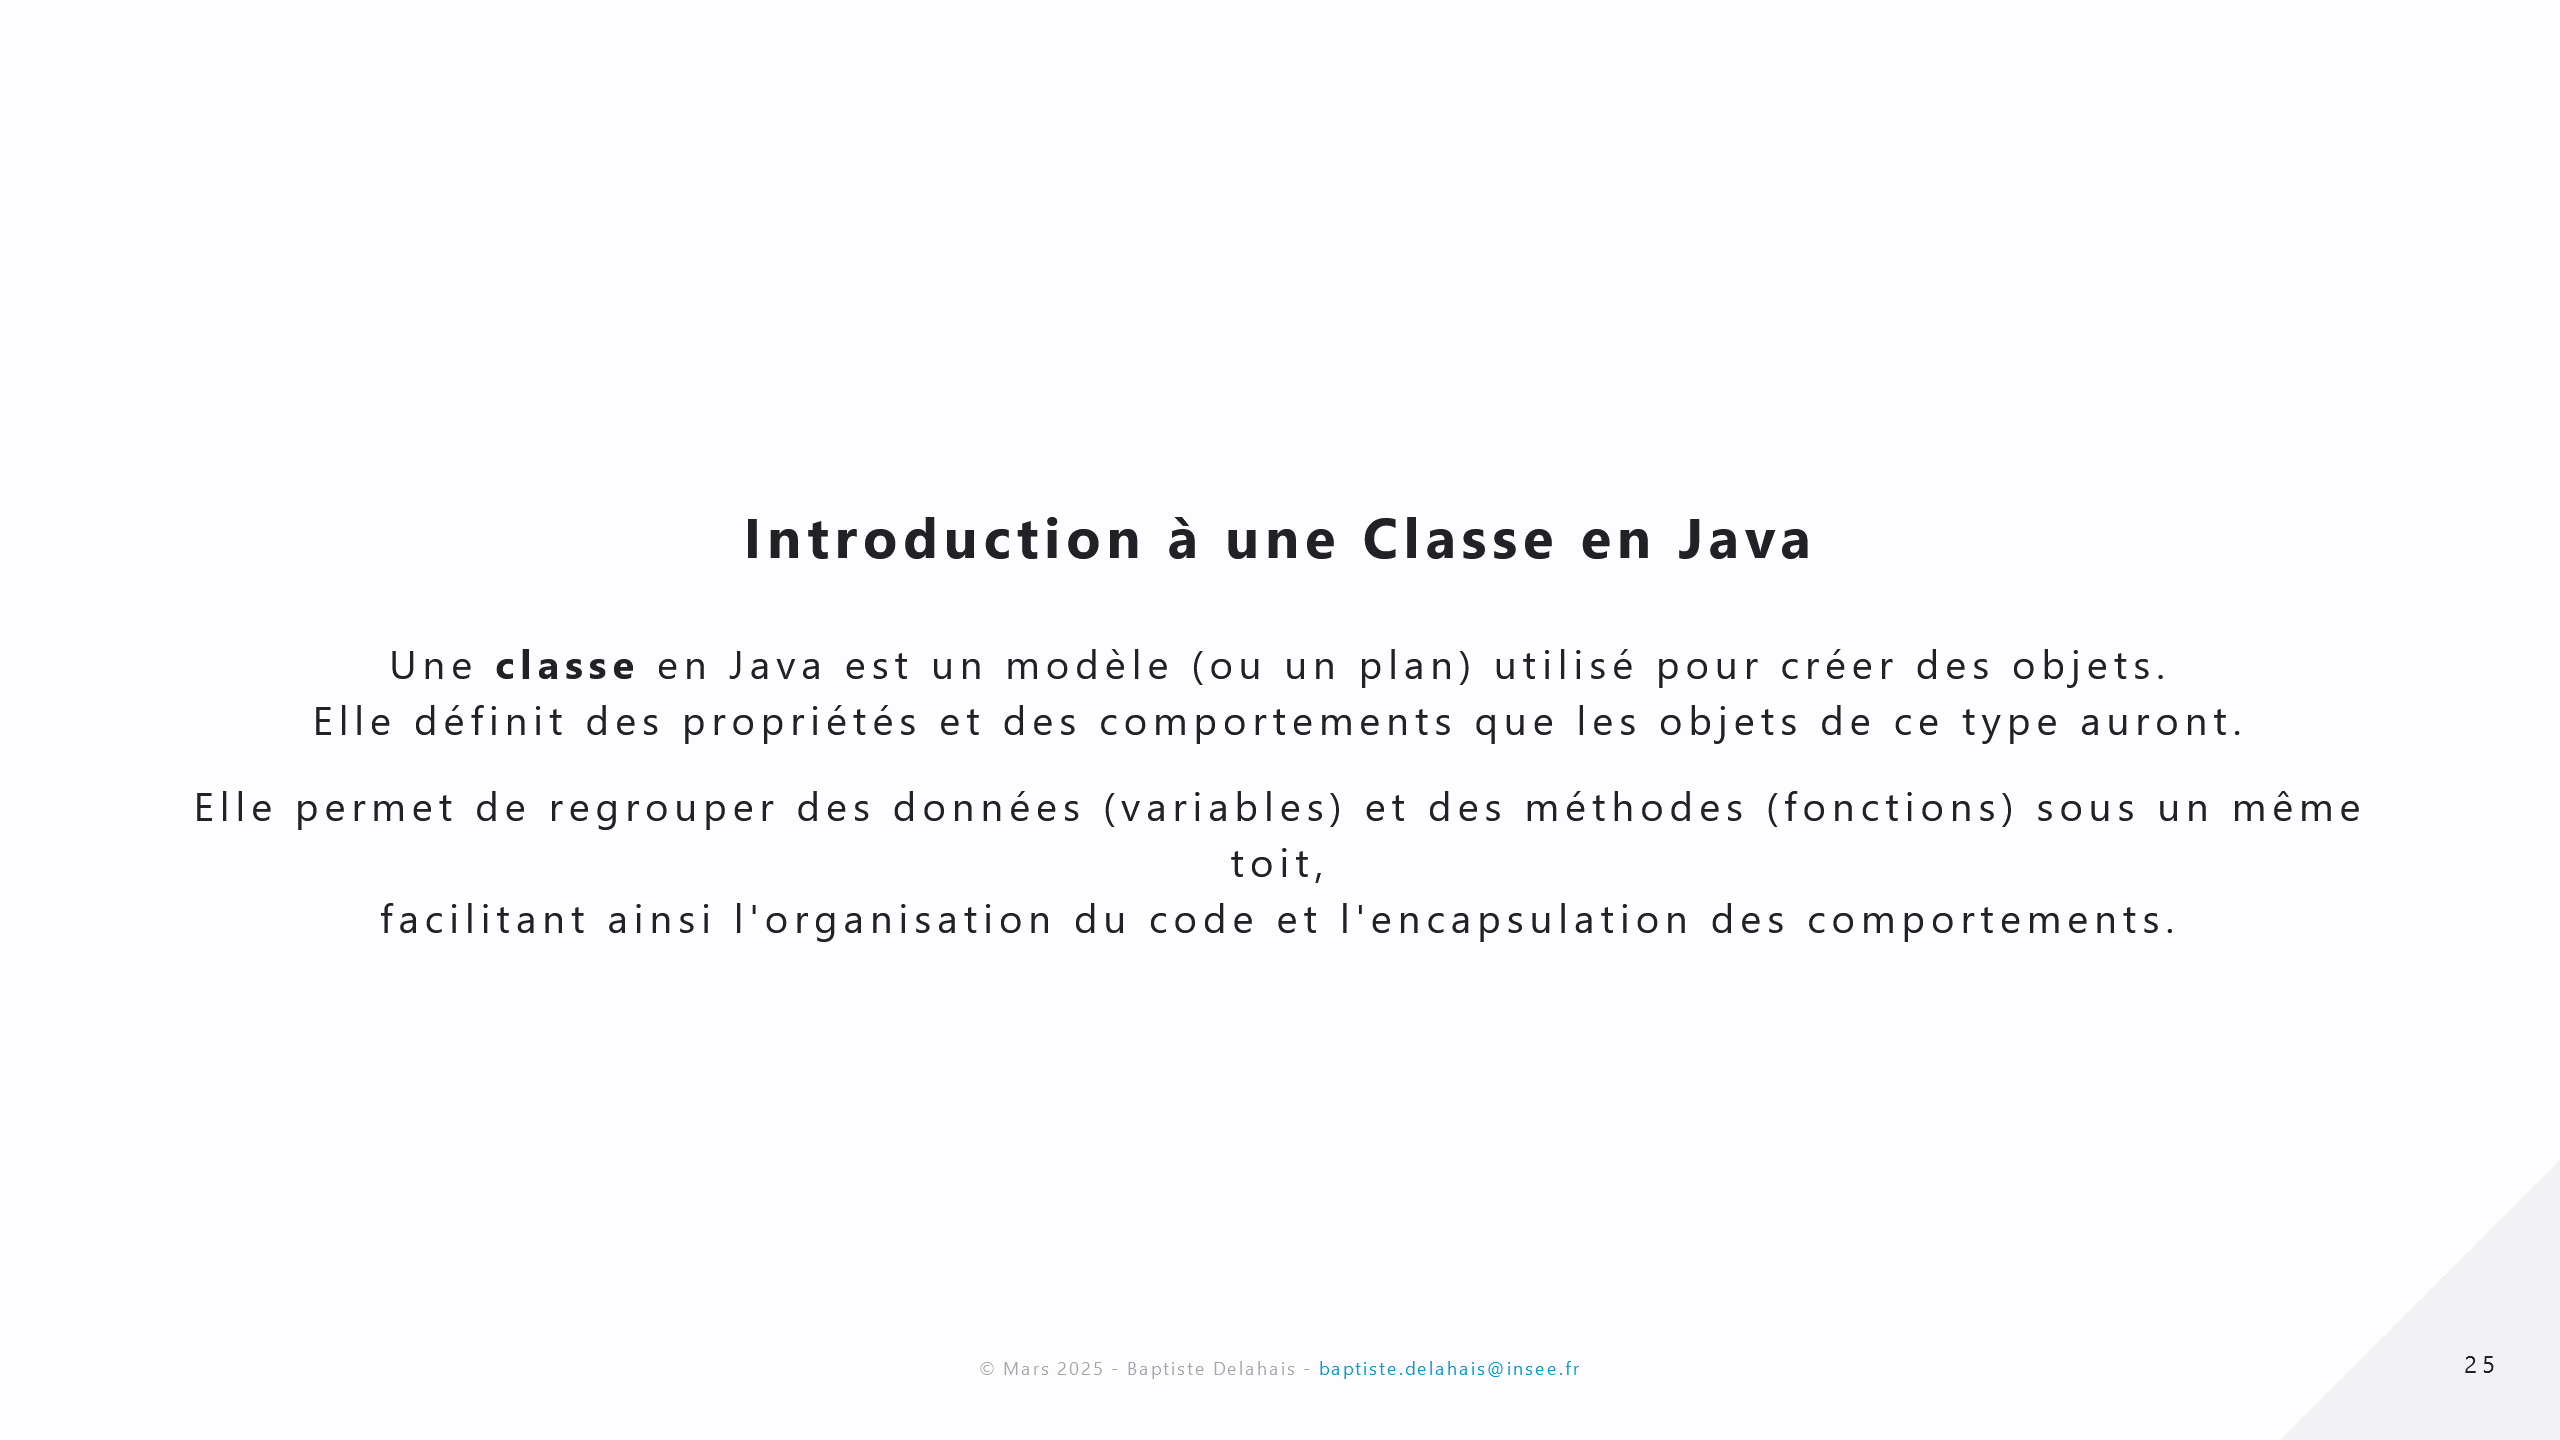 Introduction à une Classe en Java
Une classe en Java est un modèle (ou un plan) utilisé pour créer des objets.
Elle définit des propriétés et des comportements que les objets de ce type auront.
Elle permet de regrouper des données (variables) et des méthodes (fonctions) sous un même
toit,
facilitant ainsi l'organisation du code et l'encapsulation des comportements.
© Mars 2025 - Baptiste Delahais - baptiste.delahais@insee.fr
25